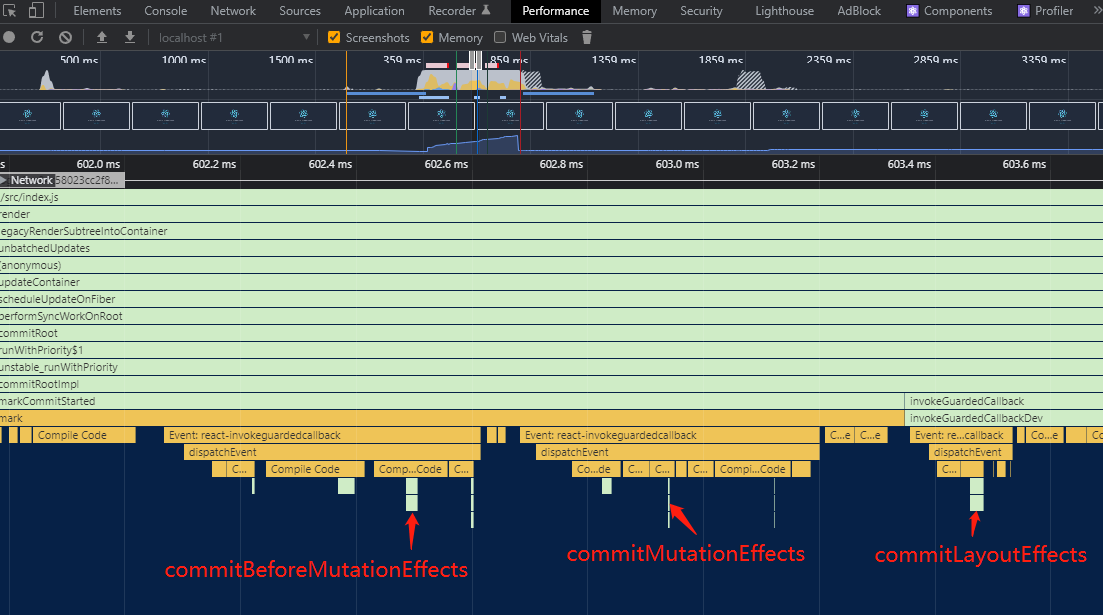 Elements Console Network Sources Application Recorder Performance Memory Security Lighthouse AdBlock Components Profiler »
localhost #1 Screenshots Memory Web Vitals
500 ms 1000 ms 1500 ms 359 ms 859 ms 1359 ms 1859 ms 2359 ms 2859 ms 3359 ms
s 602.0 ms 602.2 ms 602.4 ms 602.6 ms 602.8 ms 603.0 ms 603.2 ms 603.4 ms 603.6 ms
Network 58023cc2f8...
/src/index.js
render
legacyRenderSubtreeIntoContainer
unbatchedUpdates
(anonymous)
updateContainer
scheduleUpdateOnFiber
performSyncWorkOnRoot
commitRoot
runWithPriority$1
unstable_runWithPriority
commitRootImpl
markCommitStarted invokeGuardedCallback
mark invokeGuardedCallbackDev
Compile Code Event: react-invokeguardedcallback Event: react-invokeguardedcallback C...e C...e Event: re...callback Co...e Co
dispatchEvent dispatchEvent dispatchEvent
C... Compile Code Comp...Code C... Co...de C... C... C... Compi...Code C...
commitBeforeMutationEffects
commitMutationEffects
commitLayoutEffects